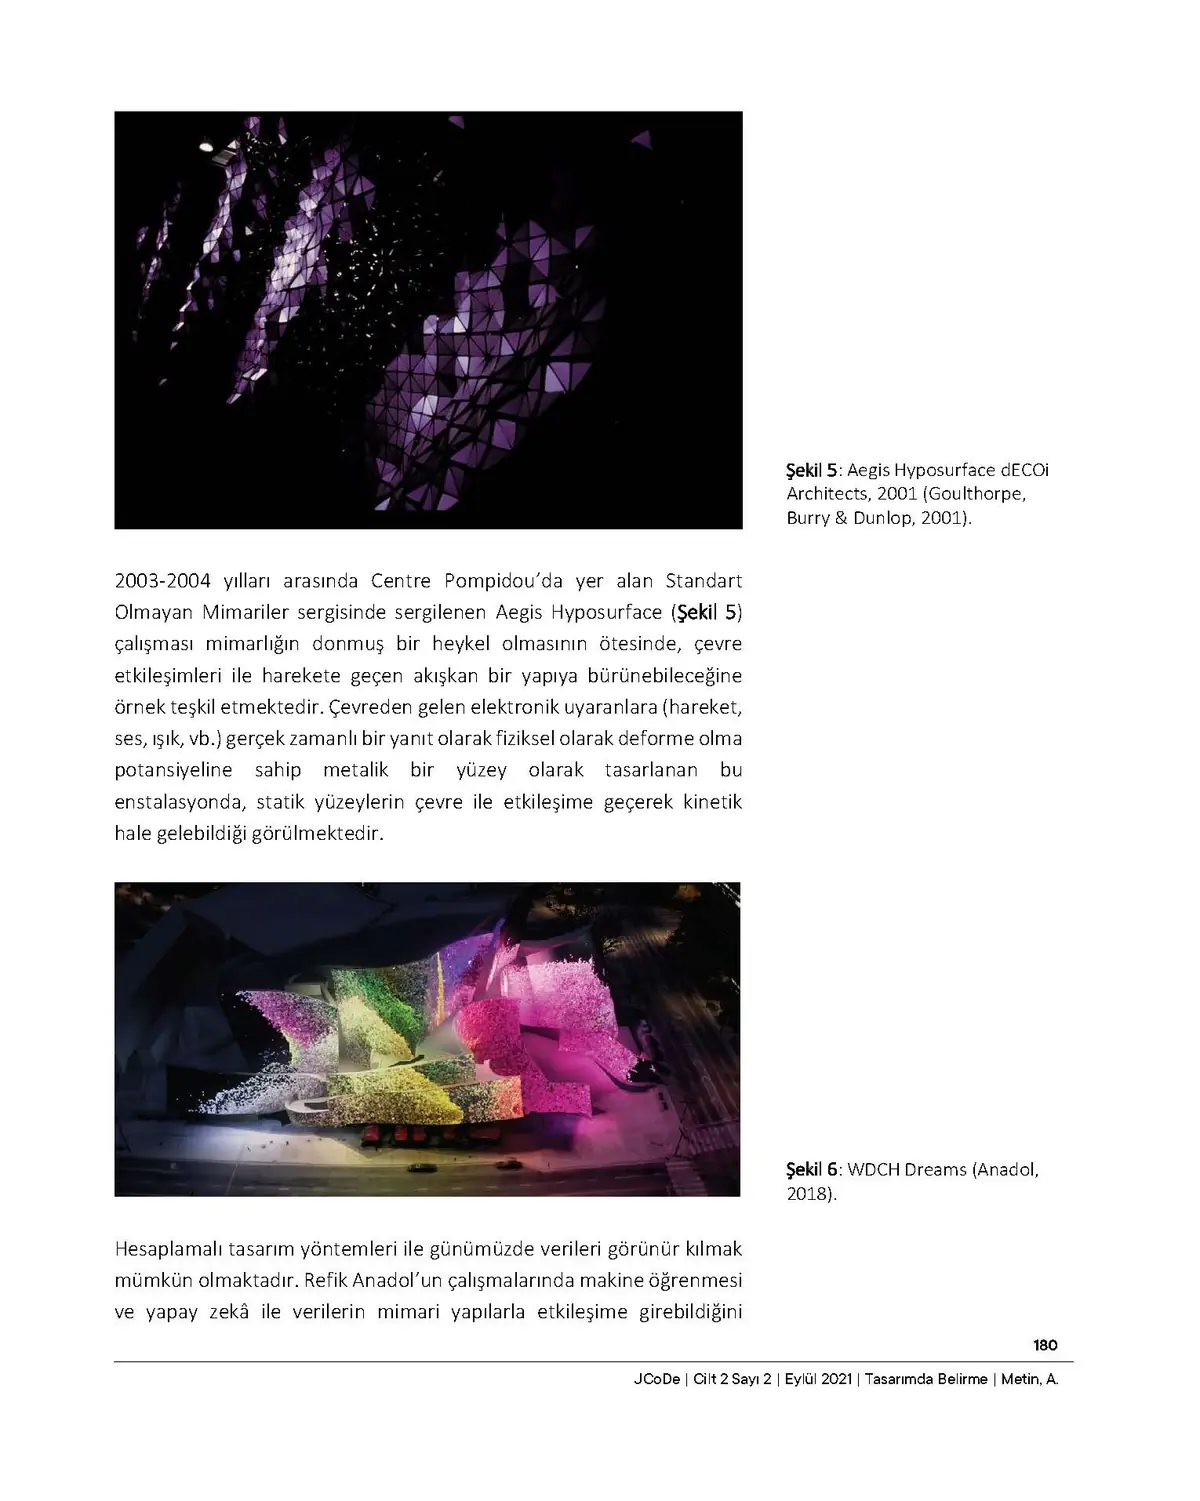 Şekil 5: Aegis Hyposurface dECOi
Architects, 2001 (Goulthorpe,
Burry & Dunlop, 2001).
2003-2004 yılları arasında Centre Pompidou’da yer alan Standart
Olmayan Mimariler sergisinde sergilenen Aegis Hyposurface (Şekil 5)
çalışması mimarlığın donmuş bir heykel olmasının ötesinde, çevre
etkileşimleri ile harekete geçen akışkan bir yapıya bürünebileceğine
örnek teşkil etmektedir. Çevreden gelen elektronik uyaranlara (hareket,
ses, ışık, vb.) gerçek zamanlı bir yanıt olarak fiziksel olarak deforme olma
potansiyeline sahip metalik bir yüzey olarak tasarlanan bu
enstalasyonda, statik yüzeylerin çevre ile etkileşime geçerek kinetik
hale gelebildiği görülmektedir.
Şekil 6: WDCH Dreams (Anadol,
2018).
Hesaplamalı tasarım yöntemleri ile günümüzde verileri görünür kılmak
mümkün olmaktadır. Refik Anadol’un çalışmalarında makine öğrenmesi
ve yapay zekâ ile verilerin mimari yapılarla etkileşime girebildiğini
180
JCoDe | Cilt 2 Sayı 2 | Eylül 2021 | Tasarımda Belirme | Metin, A.